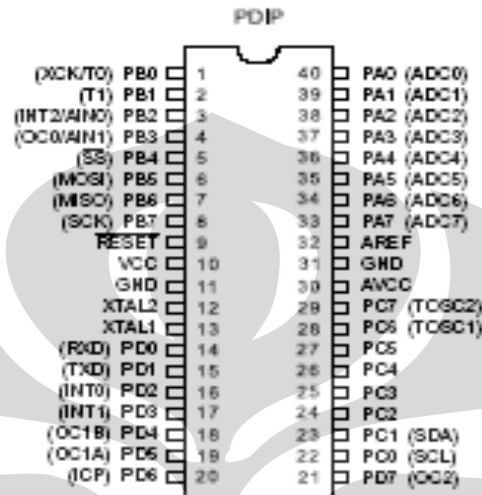 PDIP
(XCK/T0) PB0 1 40 PA0 (ADC0)
(T1) PB1 2 39 PA1 (ADC1)
(INT2/AIN0) PB2 3 38 PA2 (ADC2)
(OC0/AIN1) PB3 4 37 PA3 (ADC3)
(SS) PB4 5 36 PA4 (ADC4)
(MOSI) PB5 6 35 PA5 (ADC5)
(MISO) PB6 7 34 PA6 (ADC6)
(SCK) PB7 8 33 PA7 (ADC7)
RESET 9 32 AREF
VCC 10 31 GND
GND 11 30 AVCC
XTAL2 12 29 PC7 (TOSC2)
XTAL1 13 28 PC6 (TOSC1)
(RXD) PD0 14 27 PC5
(TXD) PD1 15 26 PC4
(INT0) PD2 16 25 PC3
(INT1) PD3 17 24 PC2
(OC1B) PD4 18 23 PC1 (SDA)
(OC1A) PD5 19 22 PC0 (SCL)
(ICP) PD6 20 21 PD7 (OC2)